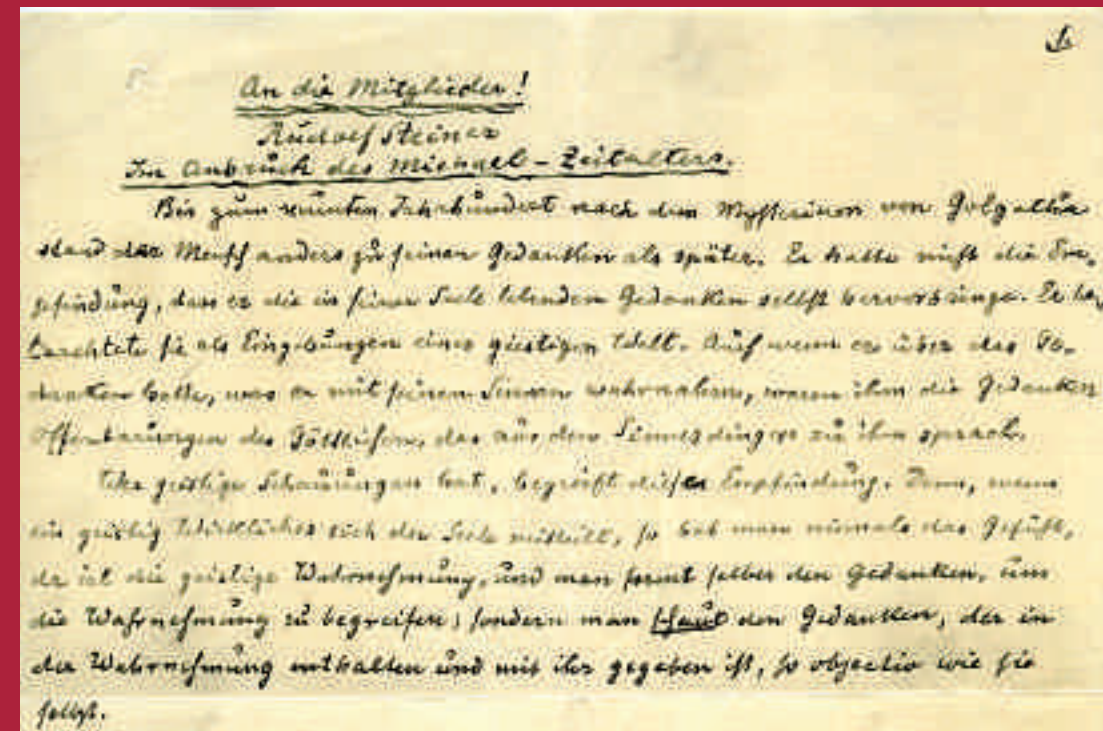 1.
An die Mitglieder!
Rudolf Steiner
Im Anbruch des Michael-Zeitalters.
Bis zum neunten Jahrhundert nach dem Mysterium von Golgatha
stand der Mensch anders zu seinen Gedanken als später. Er hatte nicht die Em-
pfindung, dass er die in seiner Seele lebenden Gedanken selbst hervorbringe. Er be-
trachtete sie als Eingebungen einer geistigen Welt. Auch wenn er über das Ge-
danken hatte, was er mit seinen Sinnen wahrnahm, waren ihm die Gedanken
Offenbarungen des Göttlichen, das aus den Sinnesdingen zu ihm sprach.
Wer geistige Schauungen hat, begreift diese Empfindung. Denn, wenn
ein geistig Wirkliches sich der Seele mitteilt, so hat man niemals das Gefühl,
da ist die geistige Wahrnehmung, und man formt selber den Gedanken, um
die Wahrnehmung zu begreifen; sondern man schaut den Gedanken, der in
der Wahrnehmung enthalten und mit ihr gegeben ist, so objectiv wie sie
selbst.